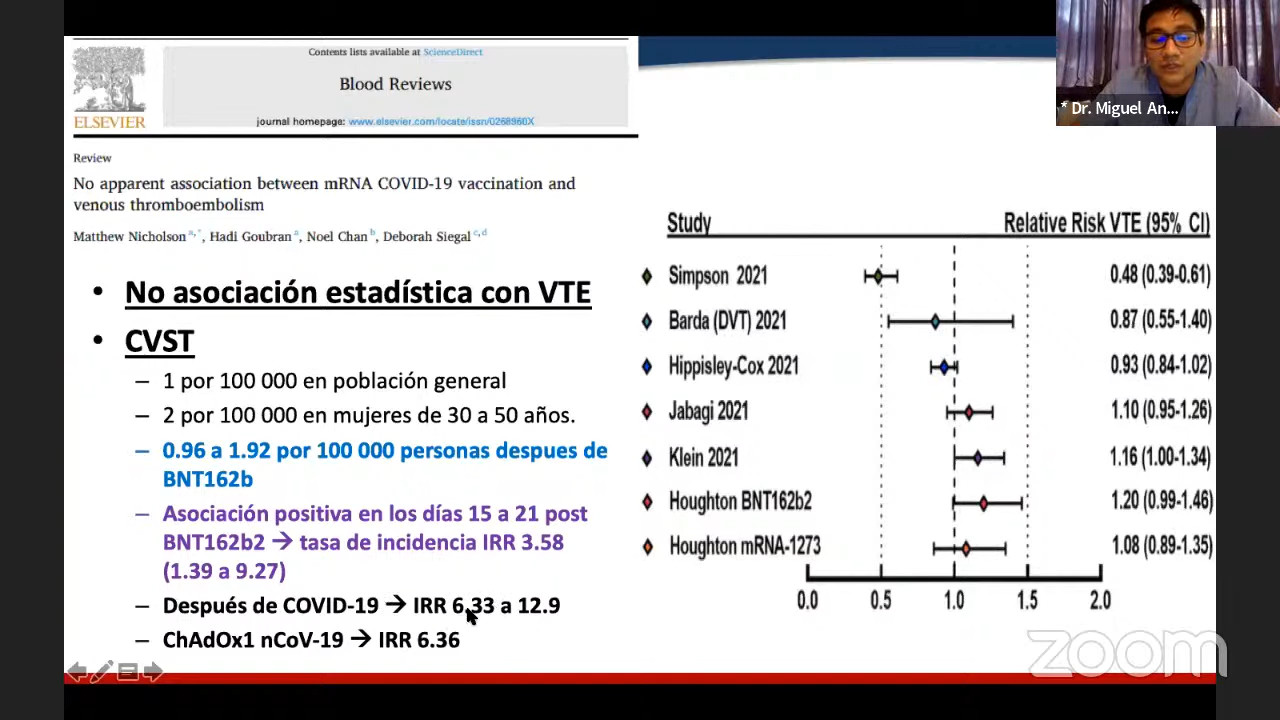 Contents lists available at ScienceDirect
Blood Reviews
ELSEVIER
journal homepage: www.elsevier.com/locate/issn/0268960X
Review
No apparent association between mRNA COVID-19 vaccination and
venous thromboembolism
Matthew Nicholson a,*, Hadi Goubran a, Noel Chan b, Deborah Siegal c,d
• No asociación estadística con VTE
• CVST
– 1 por 100 000 en población general
– 2 por 100 000 en mujeres de 30 a 50 años.
– 0.96 a 1.92 por 100 000 personas despues de
BNT162b
– Asociación positiva en los días 15 a 21 post
BNT162b2 → tasa de incidencia IRR 3.58
(1.39 a 9.27)
– Después de COVID-19 → IRR 6.33 a 12.9
– ChAdOx1 nCoV-19 → IRR 6.36
* Dr. Miguel An...
Study Relative Risk VTE (95% CI)
Simpson 2021 0.48 (0.39-0.61)
Barda (DVT) 2021 0.87 (0.55-1.40)
Hippisley-Cox 2021 0.93 (0.84-1.02)
Jabagi 2021 1.10 (0.95-1.26)
Klein 2021 1.16 (1.00-1.34)
Houghton BNT162b2 1.20 (0.99-1.46)
Houghton mRNA-1273 1.08 (0.89-1.35)
0.0 0.5 1.0 1.5 2.0
zoom